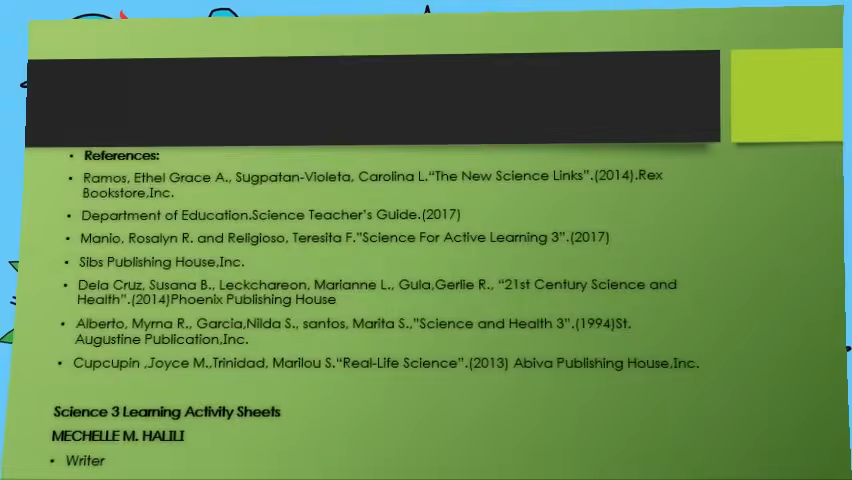 • References:
• Ramos, Ethel Grace A., Sugpatan-Violeta, Carolina L.“The New Science Links”.(2014).Rex
Bookstore,Inc.
• Department of Education.Science Teacher’s Guide.(2017)
• Manio, Rosalyn R. and Religioso, Teresita F.”Science For Active Learning 3”.(2017)
• Sibs Publishing House,Inc.
• Dela Cruz, Susana B., Leckchareon, Marianne L., Gula,Gerlie R., “21st Century Science and
Health”.(2014)Phoenix Publishing House
• Alberto, Myrna R., Garcia,Nilda S., santos, Marita S.,”Science and Health 3”.(1994)St.
Augustine Publication,Inc.
• Cupcupin ,Joyce M.,Trinidad, Marilou S.“Real-Life Science”.(2013) Abiva Publishing House,Inc.
Science 3 Learning Activity Sheets
MECHELLE M. HALILI
• Writer